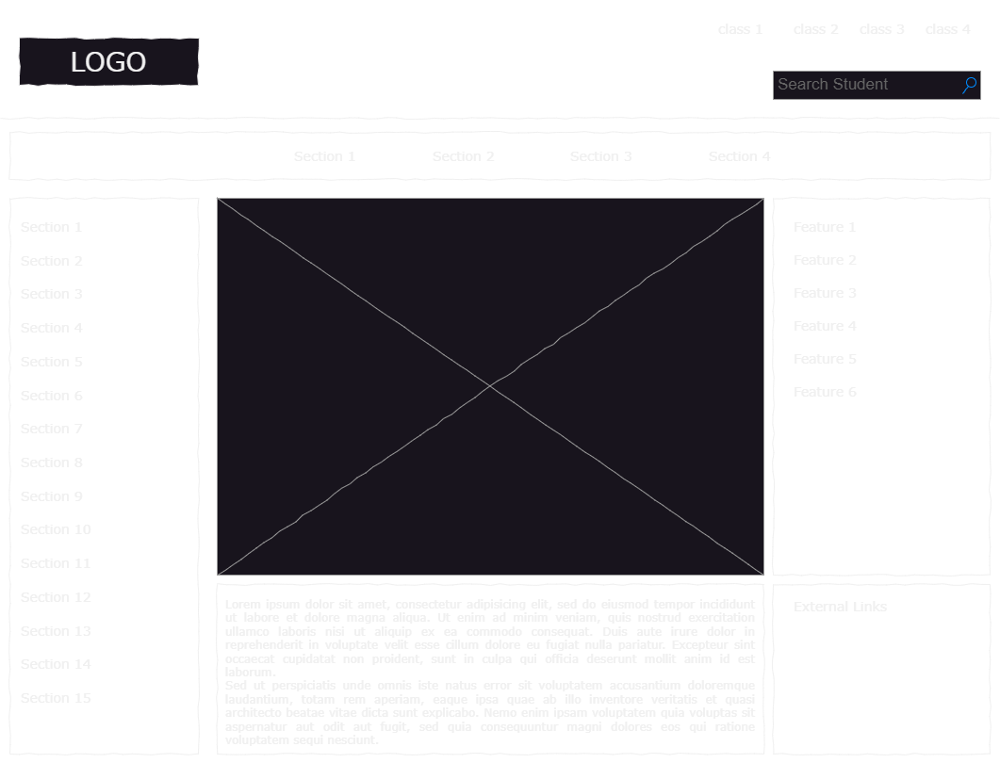 class 1 class 2 class 3 class 4
LOGO
Search Student
Section 1 Section 2 Section 3 Section 4
Section 1
Section 2
Section 3
Section 4
Section 5
Section 6
Section 7
Section 8
Section 9
Section 10
Section 11
Section 12
Section 13
Section 14
Section 15
Feature 1
Feature 2
Feature 3
Feature 4
Feature 5
Feature 6
Lorem ipsum dolor sit amet, consectetur adipisicing elit, sed do eiusmod tempor incididunt
ut labore et dolore magna aliqua. Ut enim ad minim veniam, quis nostrud exercitation
ullamco laboris nisi ut aliquip ex ea commodo consequat. Duis aute irure dolor in
reprehenderit in voluptate velit esse cillum dolore eu fugiat nulla pariatur. Excepteur sint
occaecat cupidatat non proident, sunt in culpa qui officia deserunt mollit anim id est
laborum.
Sed ut perspiciatis unde omnis iste natus error sit voluptatem accusantium doloremque
laudantium, totam rem aperiam, eaque ipsa quae ab illo inventore veritatis et quasi
architecto beatae vitae dicta sunt explicabo. Nemo enim ipsam voluptatem quia voluptas sit
aspernatur aut odit aut fugit, sed quia consequuntur magni dolores eos qui ratione
voluptatem sequi nesciunt.
External Links